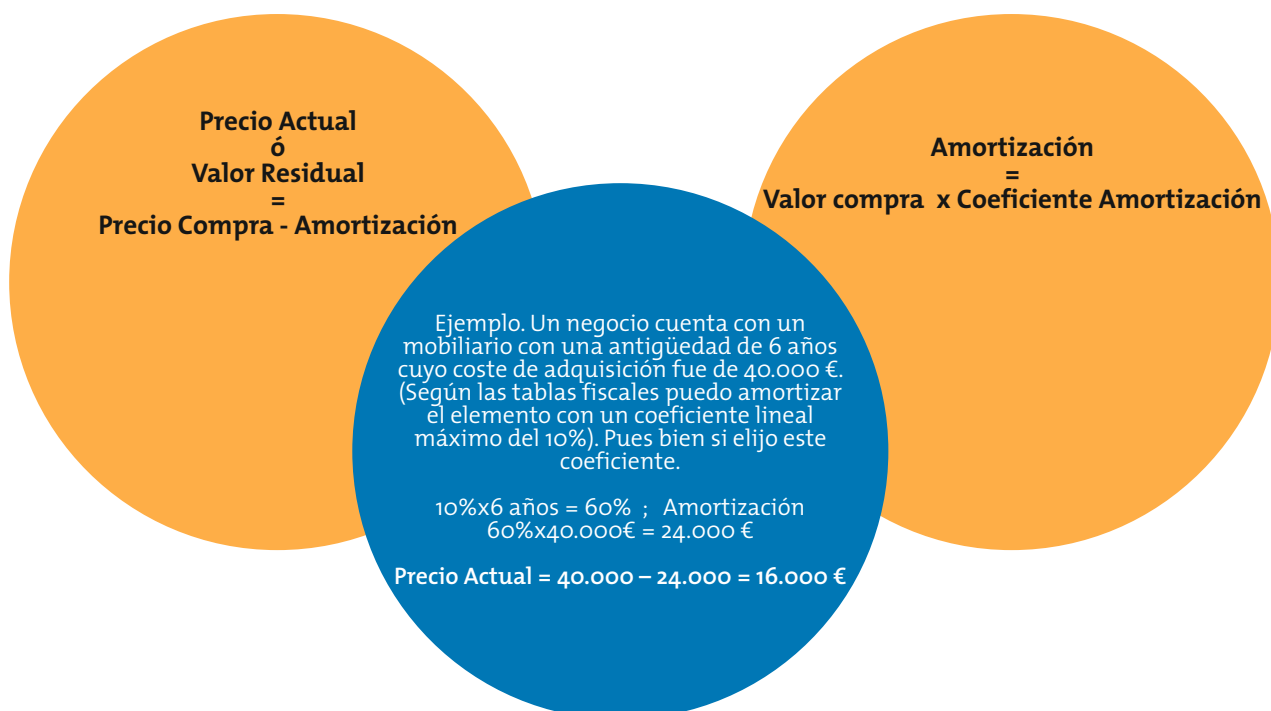 Precio Actual
ó
Valor Residual
=
Precio Compra - Amortización
Amortización
=
Valor compra  x Coeficiente Amortización
Ejemplo. Un negocio cuenta con un
mobiliario con una antigüedad de 6 años
cuyo coste de adquisición fue de 40.000 €.
(Según las tablas fiscales puedo amortizar
el elemento con un coeficiente lineal
máximo del 10%). Pues bien si elijo este
coeficiente.
10%x6 años = 60%  ;  Amortización
60%x40.000€ = 24.000 €
Precio Actual = 40.000 – 24.000 = 16.000 €